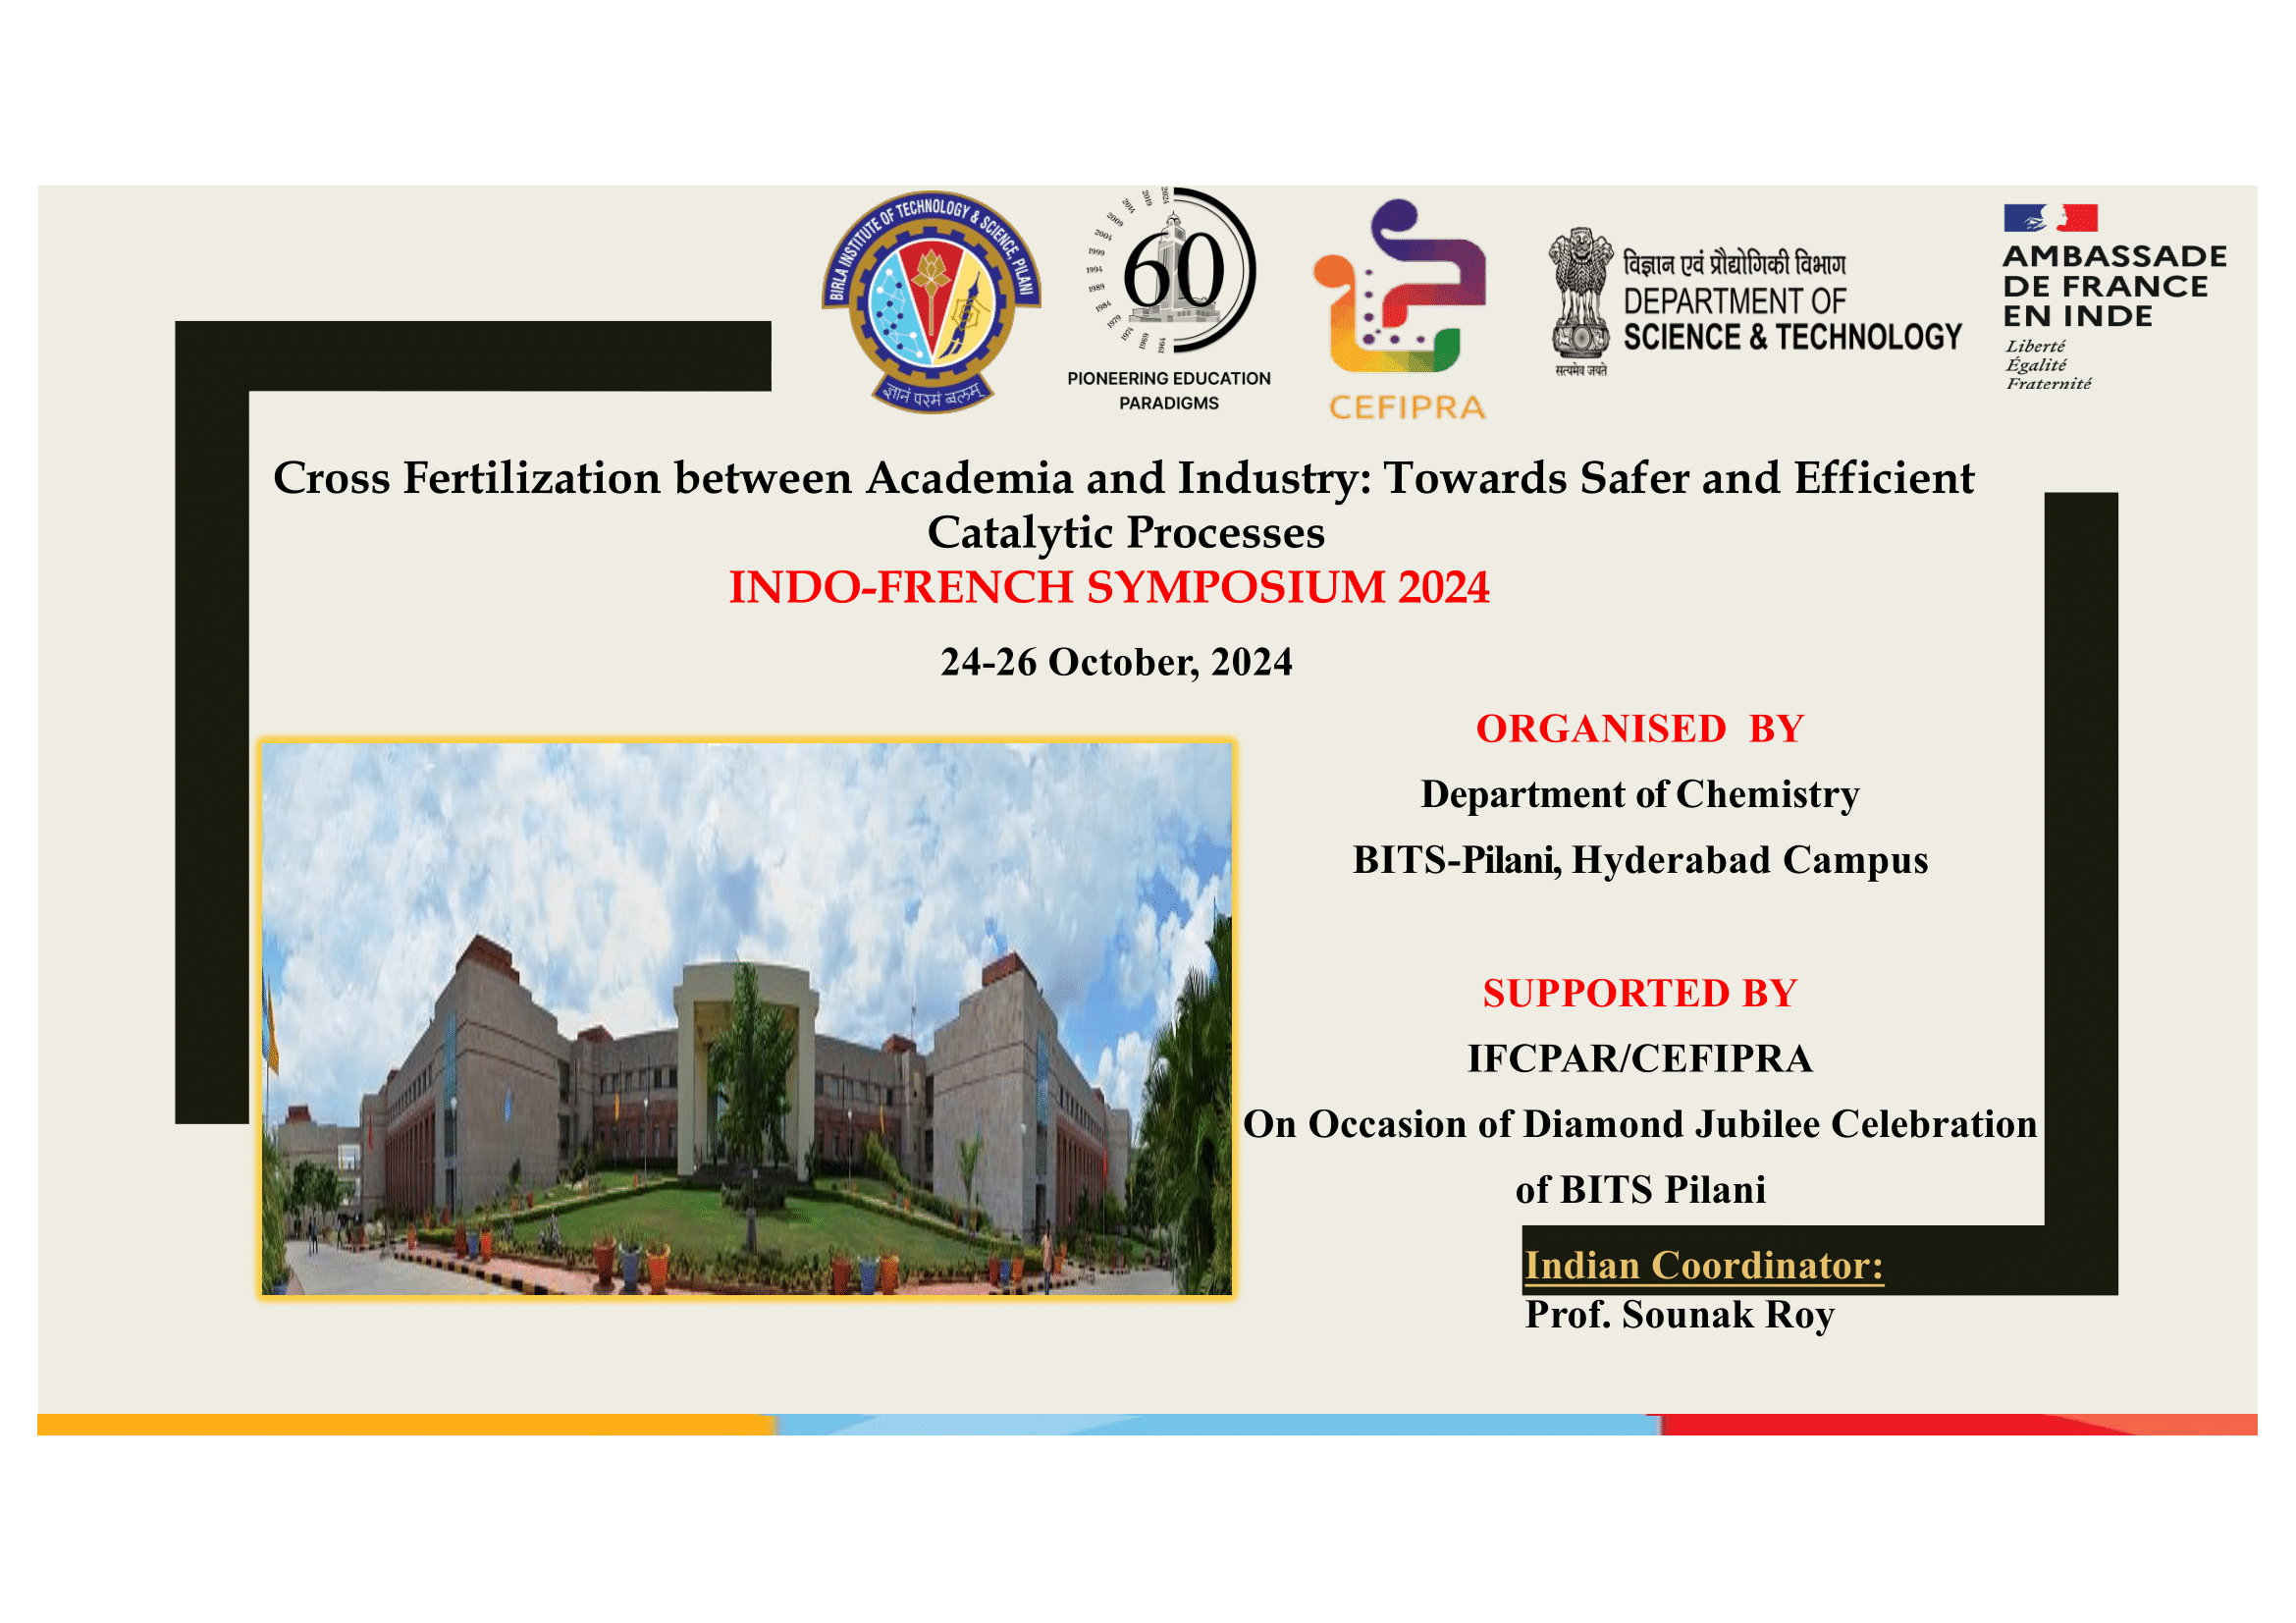 BIRLA INSTITUTE OF TECHNOLOGY & SCIENCE, PILANI
ज्ञानं परमं बलम्
2024
2019
2014
2009
2004
1999
1994
1989
1984
1979
1974
1969
1964
60
PIONEERING EDUCATION
PARADIGMS
CEFIPRA
सत्यमेव जयते
विज्ञान एवं प्रौद्योगिकी विभाग
DEPARTMENT OF
SCIENCE & TECHNOLOGY
AMBASSADE
DE FRANCE
EN INDE
Liberté
Égalité
Fraternité
Cross Fertilization between Academia and Industry: Towards Safer and Efficient
Catalytic Processes
INDO-FRENCH SYMPOSIUM 2024
24-26 October, 2024
ORGANISED BY
Department of Chemistry
BITS-Pilani, Hyderabad Campus
SUPPORTED BY
IFCPAR/CEFIPRA
On Occasion of Diamond Jubilee Celebration
of BITS Pilani
Indian Coordinator:
Prof. Sounak Roy